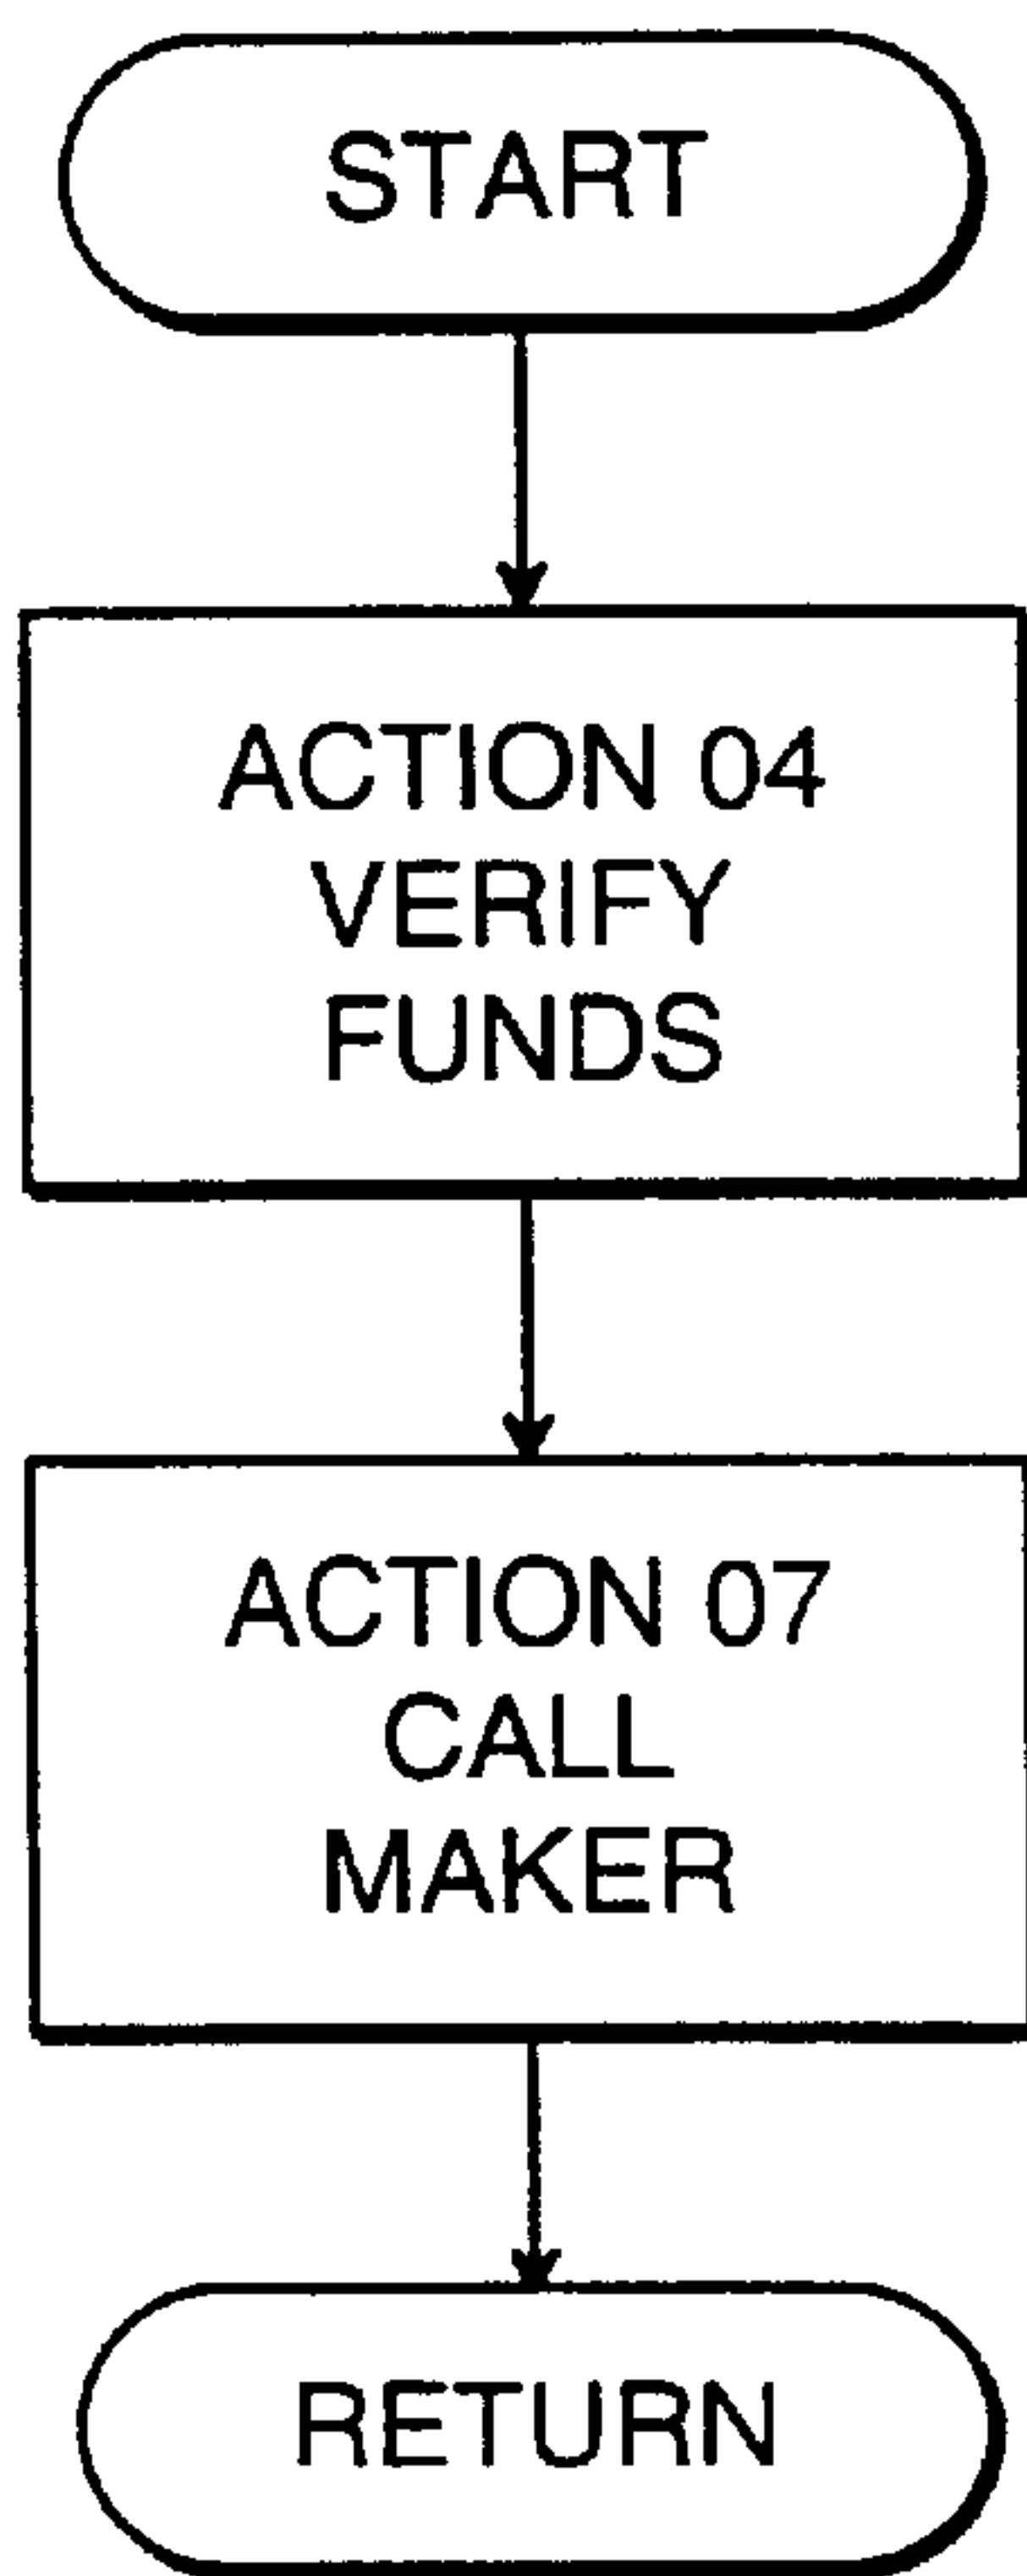 START
ACTION 04
VERIFY
FUNDS
ACTION 07
CALL
MAKER
RETURN